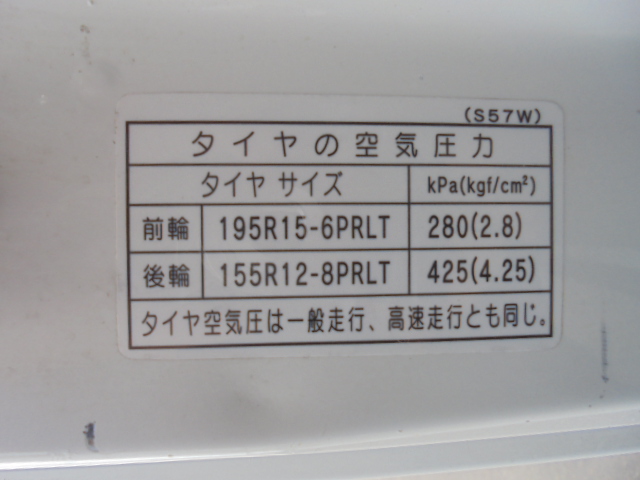 (S57W)
タイヤの空気圧力
タイヤ サイズ kPa(kgf/cm²)
前輪 195R15-6PRLT 280(2.8)
後輪 155R12-8PRLT 425(4.25)
タイヤ空気圧は一般走行、高速走行とも同じ。